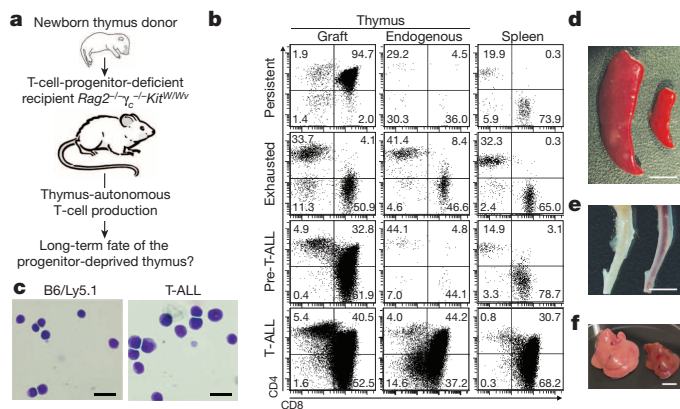 a
Newborn thymus donor
T-cell-progenitor-deficient
recipient Rag2–/–γc–/–KitW/Wv
Thymus-autonomous
T-cell production
Long-term fate of the
progenitor-deprived thymus?
b
Thymus
Graft Endogenous Spleen
Persistent
1.9 94.7 29.2 4.5 19.9 0.3
1.4 2.0 30.3 36.0 5.9 73.9
Exhausted
33.7 4.1 41.4 8.4 32.3 0.3
11.3 50.9 4.6 46.6 2.4 65.0
Pre-T-ALL
4.9 32.8 44.1 4.8 14.9 3.1
0.4 61.9 7.0 44.1 3.3 78.7
T-ALL
5.4 40.5 4.0 44.2 0.8 30.7
1.6 52.5 14.6 37.2 0.3 68.2
CD4
CD8
c
B6/Ly5.1 T-ALL
d
e
f